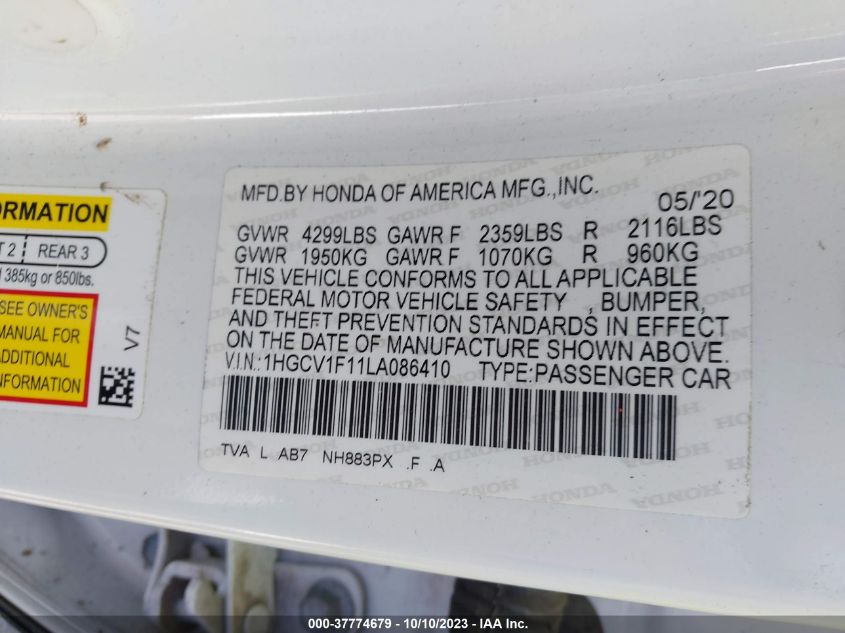 ORMATION
T 2 REAR 3
385kg or 850lbs.
SEE OWNER'S
MANUAL FOR
ADDITIONAL
INFORMATION
V7
MFD.BY HONDA OF AMERICA MFG.,INC.
05/'20
GVWR 4299LBS GAWR F 2359LBS R 2116LBS
GVWR 1950KG GAWR F 1070KG R 960KG
THIS VEHICLE CONFORMS TO ALL APPLICABLE
FEDERAL MOTOR VEHICLE SAFETY , BUMPER,
AND THEFT PREVENTION STANDARDS IN EFFECT
ON THE DATE OF MANUFACTURE SHOWN ABOVE.
V.I.N.:1HGCV1F11LA086410 TYPE:PASSENGER CAR
TVA L AB7 NH883PX .F .A
000-37774679 - 10/10/2023 - IAA Inc.